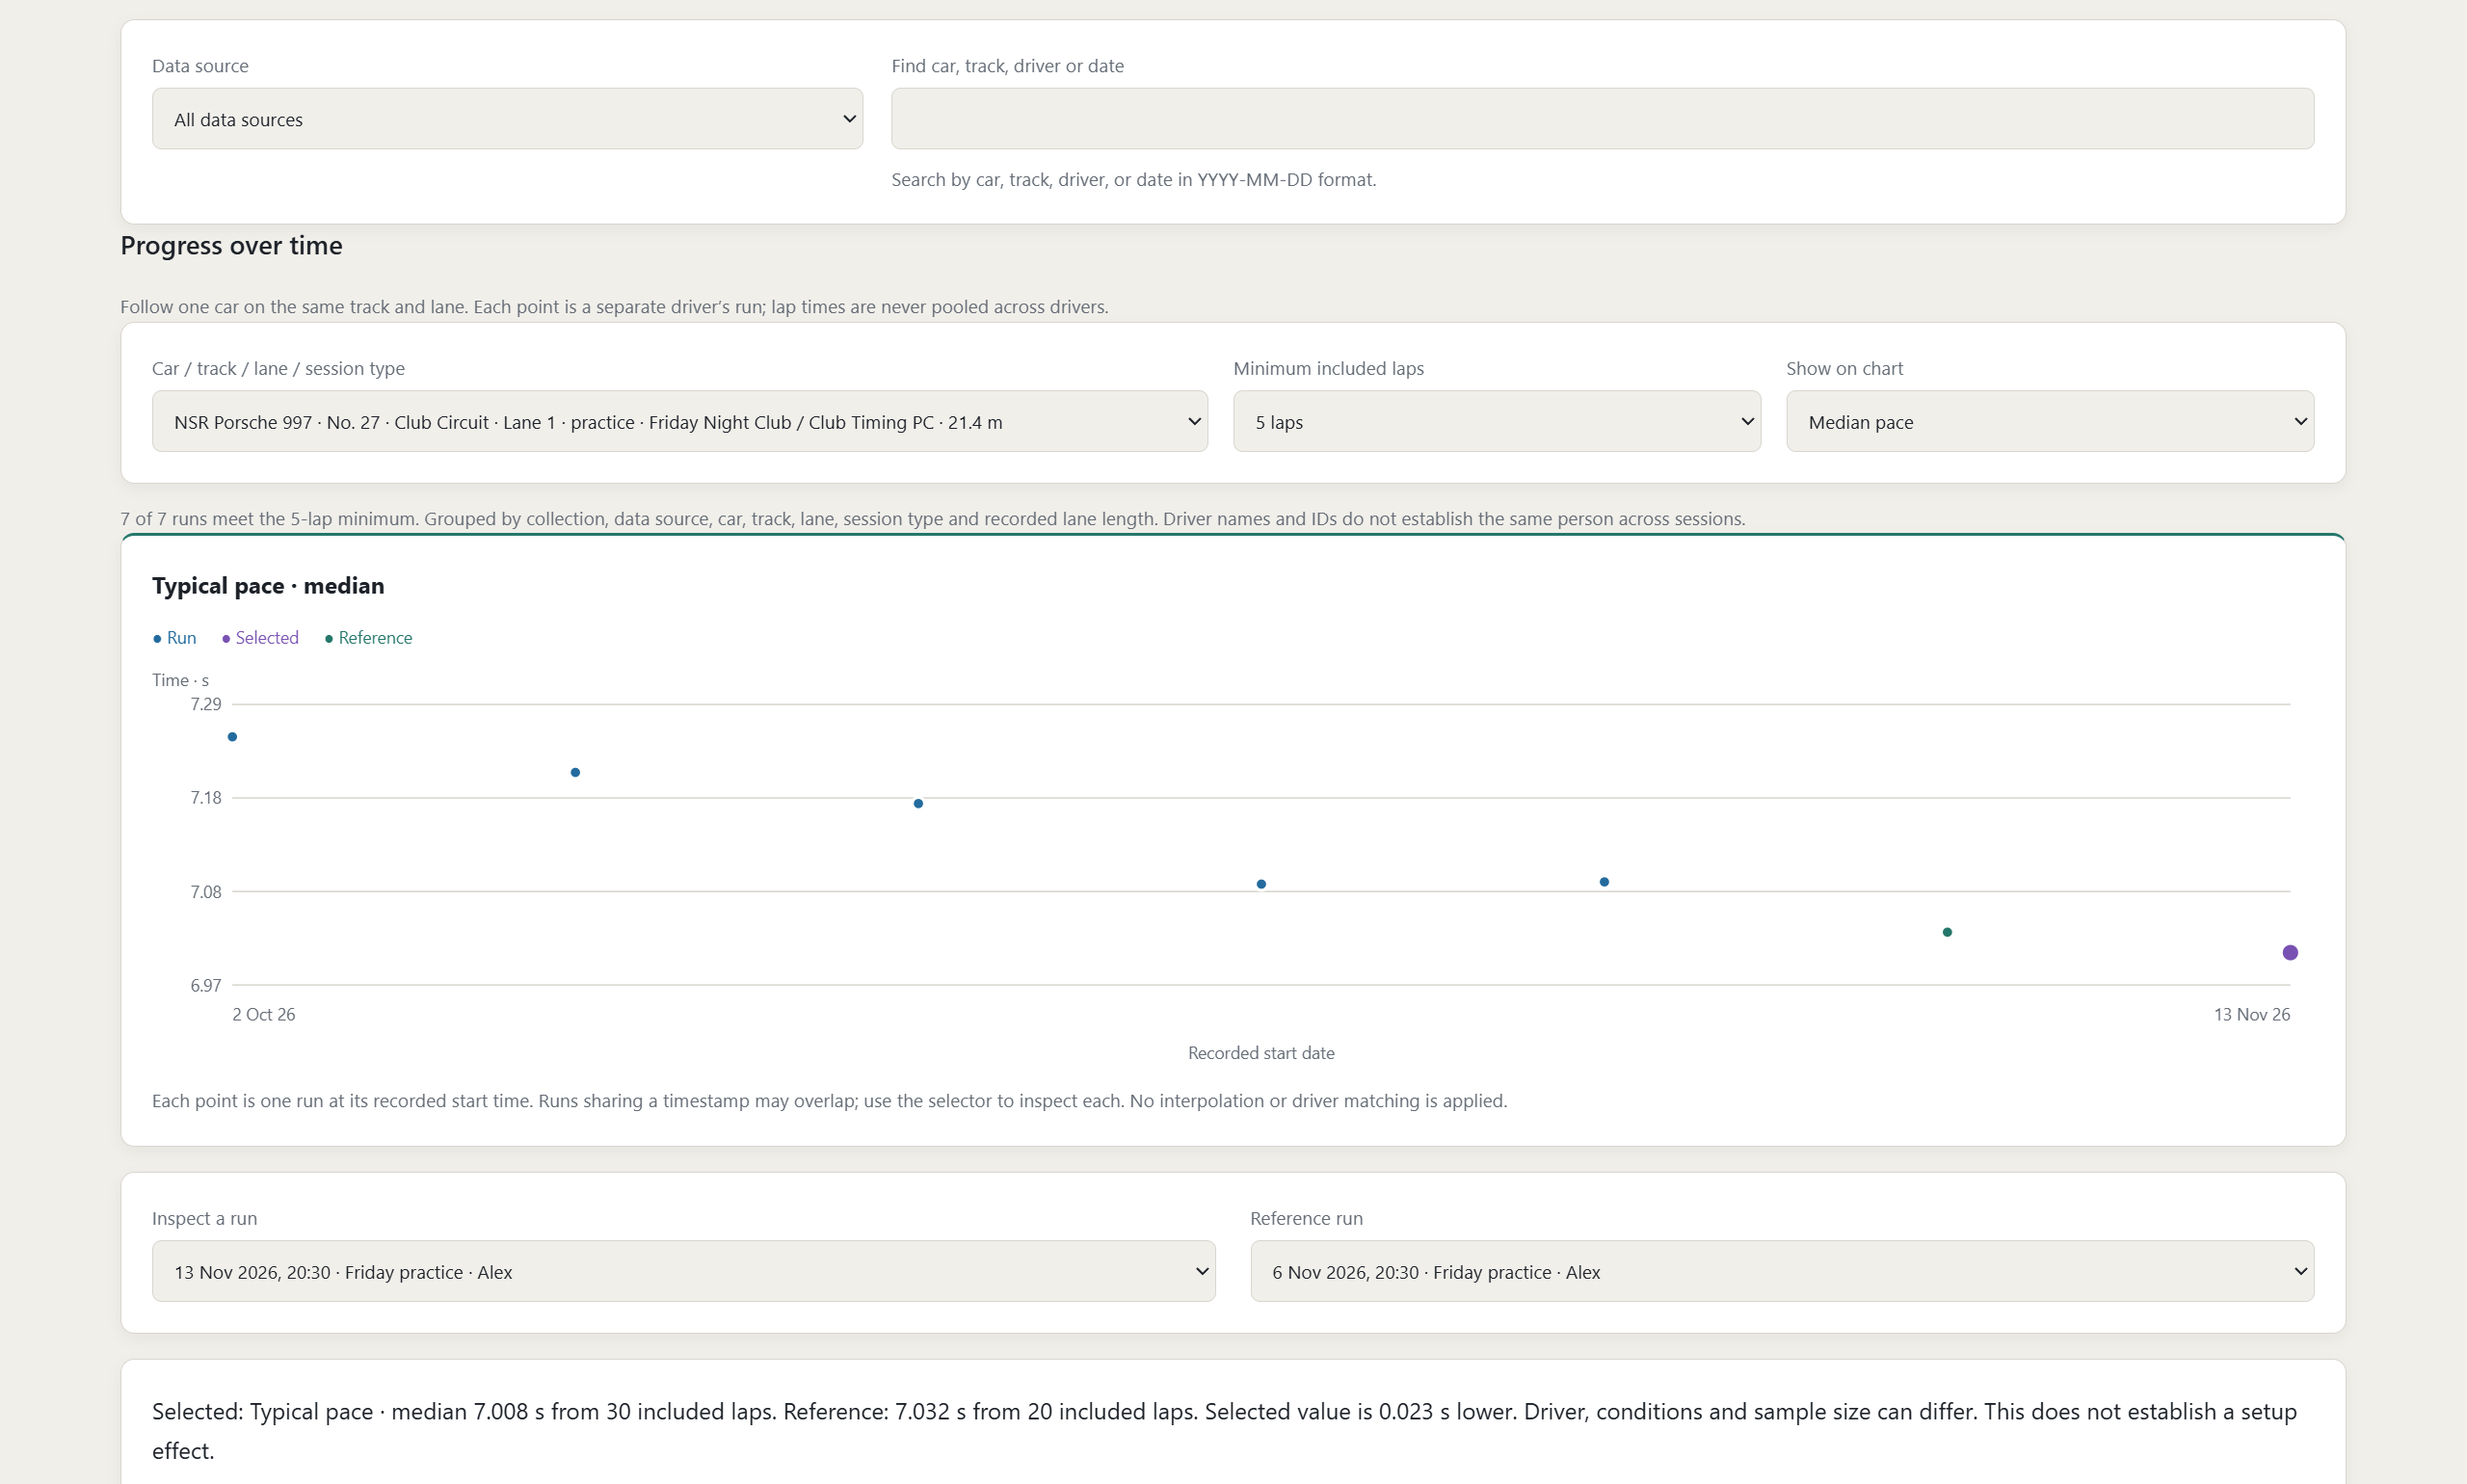 Data source
Find car, track, driver or date
All data sources
Search by car, track, driver, or date in YYYY-MM-DD format.
Progress over time
Follow one car on the same track and lane. Each point is a separate driver’s run; lap times are never pooled across drivers.
Car / track / lane / session type
Minimum included laps
Show on chart
NSR Porsche 997 · No. 27 · Club Circuit · Lane 1 · practice · Friday Night Club / Club Timing PC · 21.4 m
5 laps
Median pace
7 of 7 runs meet the 5-lap minimum. Grouped by collection, data source, car, track, lane, session type and recorded lane length. Driver names and IDs do not establish the same person across sessions.
Typical pace · median
• Run • Selected • Reference
Time · s
7.29
7.18
7.08
6.97
2 Oct 26
13 Nov 26
Recorded start date
Each point is one run at its recorded start time. Runs sharing a timestamp may overlap; use the selector to inspect each. No interpolation or driver matching is applied.
Inspect a run
Reference run
13 Nov 2026, 20:30 · Friday practice · Alex
6 Nov 2026, 20:30 · Friday practice · Alex
Selected: Typical pace · median 7.008 s from 30 included laps. Reference: 7.032 s from 20 included laps. Selected value is 0.023 s lower. Driver, conditions and sample size can differ. This does not establish a setup
effect.